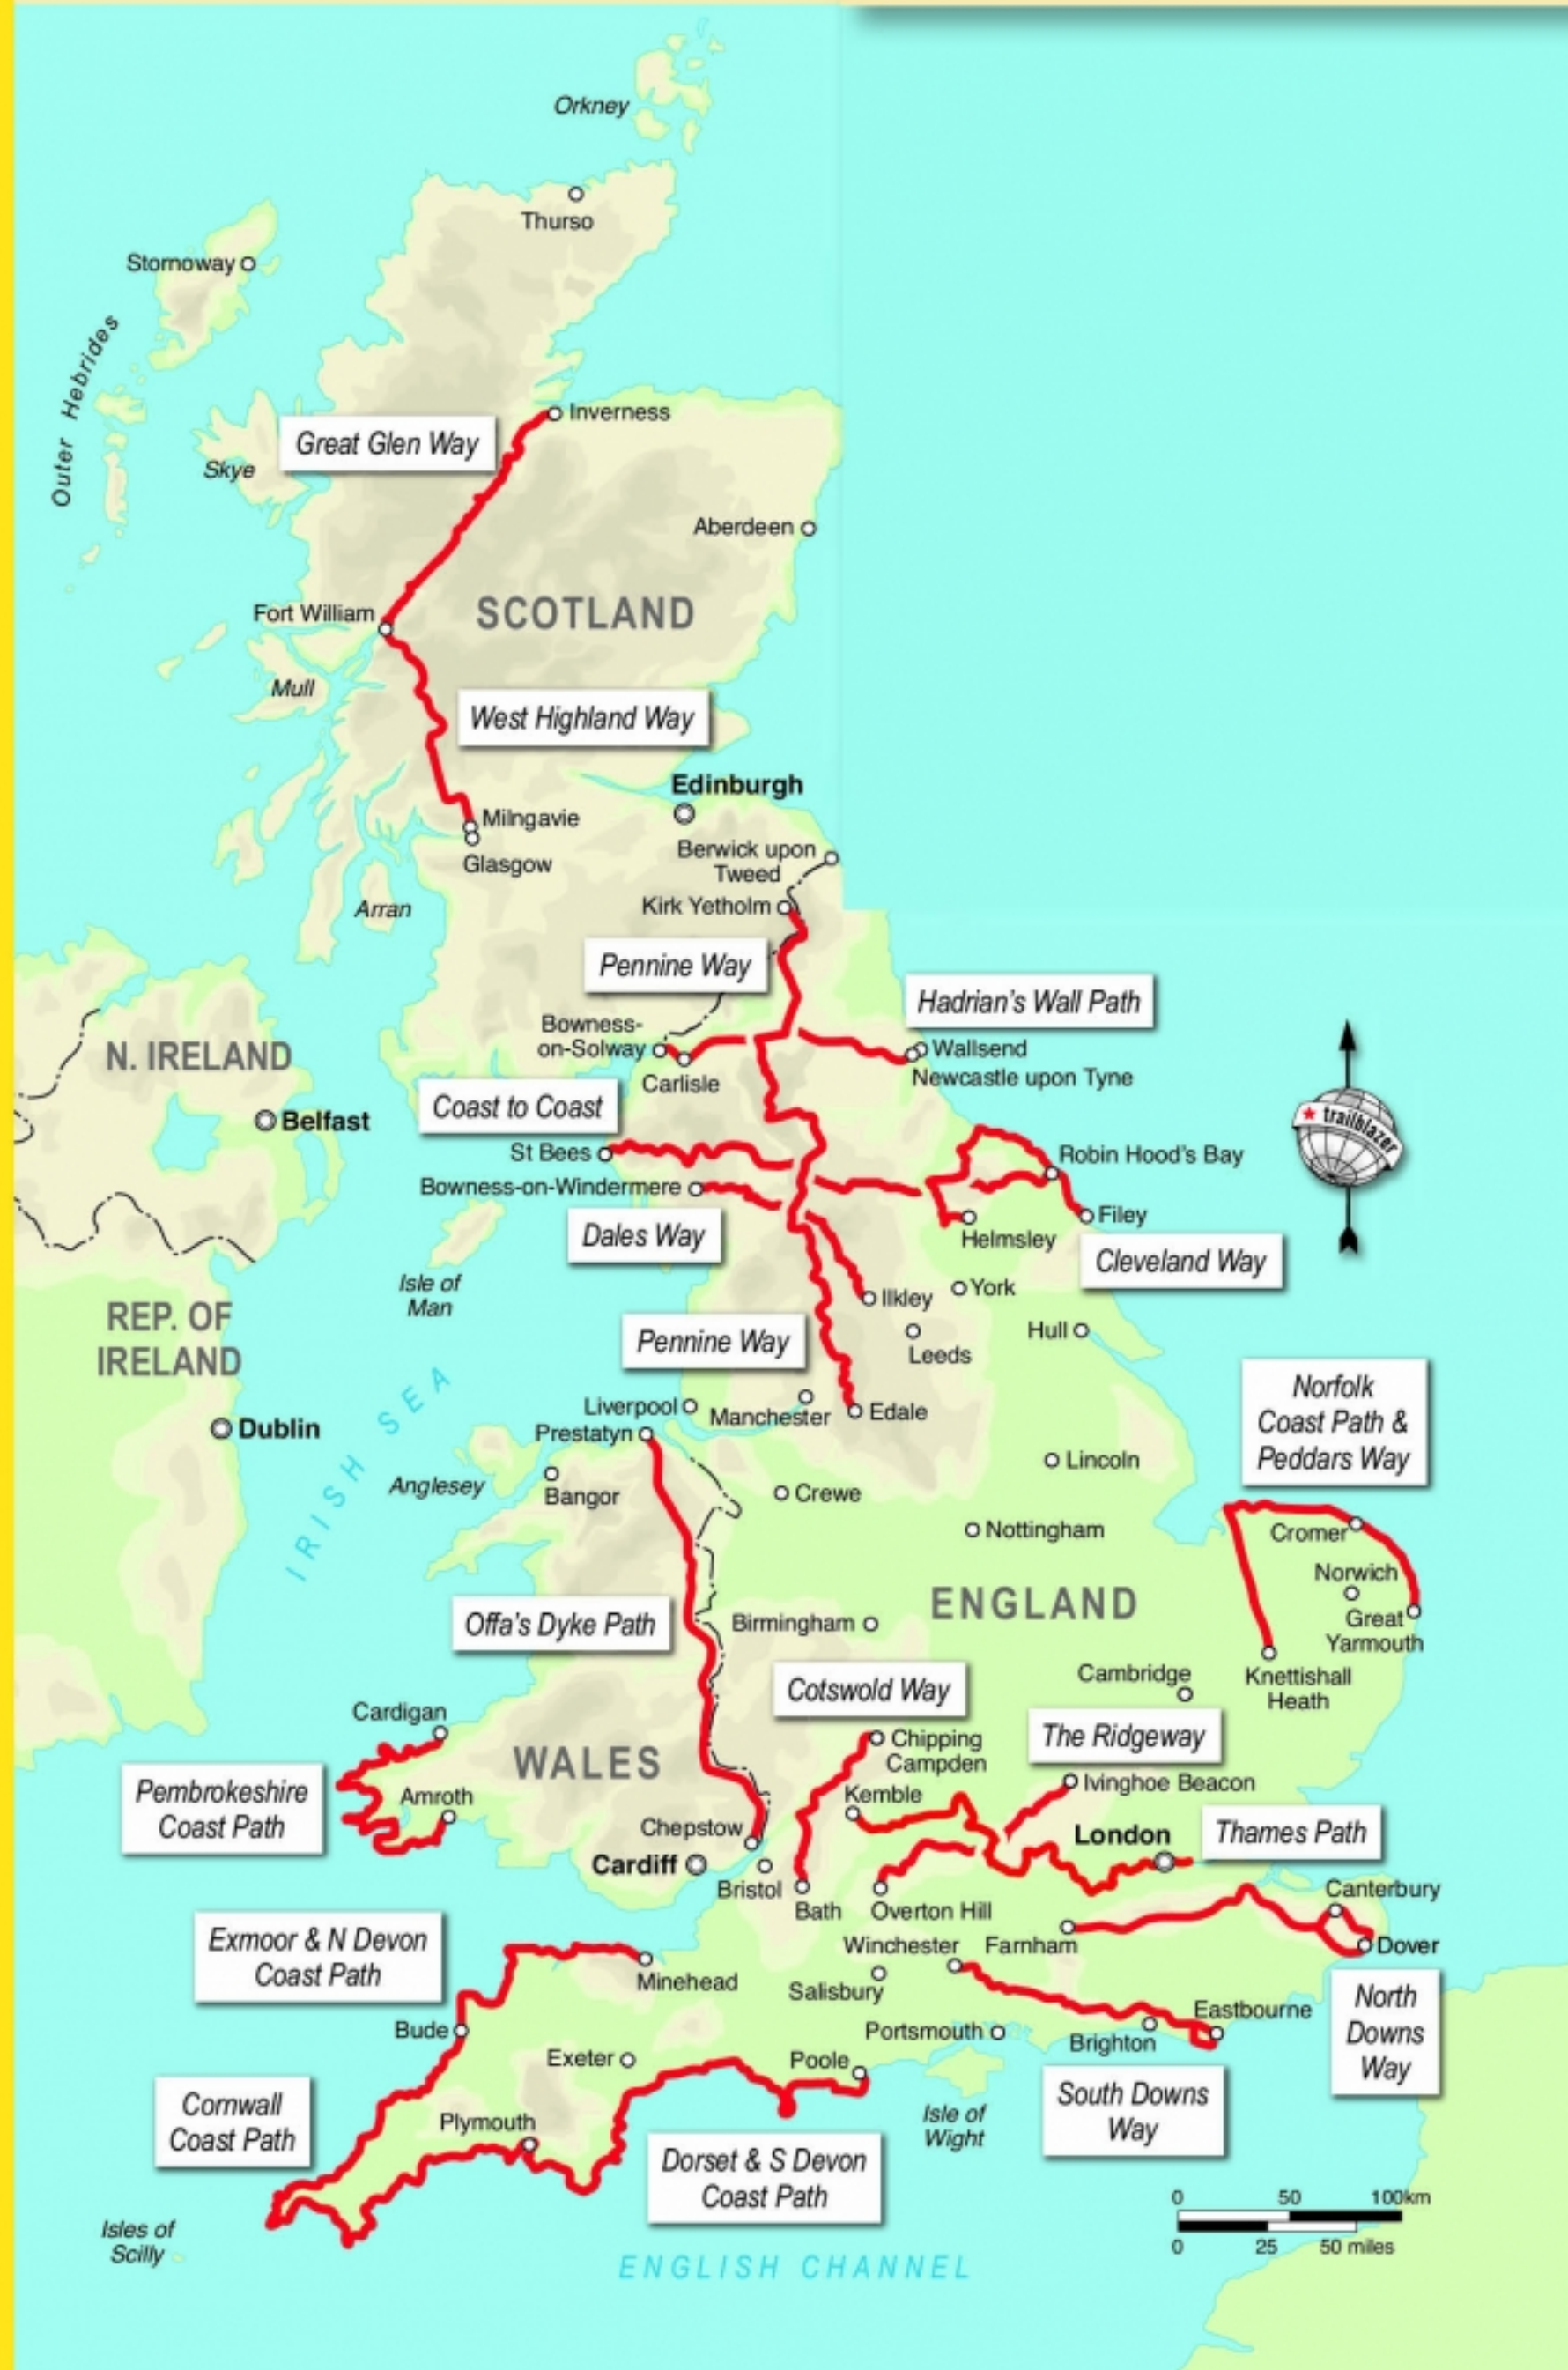 Orkney
Thurso
Stornoway
Outer Hebrides
Inverness
Great Glen Way
Skye
Aberdeen
Fort William
SCOTLAND
Mull
West Highland Way
Edinburgh
Milngavie
Glasgow
Berwick upon
Tweed
Kirk Yetholm
Arran
Pennine Way
Hadrian's Wall Path
Bowness-
on-Solway
Wallsend
Newcastle upon Tyne
Carlisle
N. IRELAND
Belfast
Coast to Coast
trailblazer
St Bees
Robin Hood's Bay
Bowness-on-Windermere
Filey
Dales Way
Helmsley
Cleveland Way
Isle of
Man
Ilkley
York
REP. OF
IRELAND
Pennine Way
Leeds
Hull
Norfolk
Coast Path &
Peddars Way
Liverpool
Manchester
Edale
Dublin
Prestatyn
IRISH SEA
Lincoln
Anglesey
Bangor
Crewe
Nottingham
Cromer
Norwich
Great
Yarmouth
ENGLAND
Offa's Dyke Path
Birmingham
Knettishall
Heath
Cambridge
Cotswold Way
Cardigan
The Ridgeway
Chipping
Campden
WALES
Pembrokeshire
Coast Path
Amroth
Kemble
Ivinghoe Beacon
Chepstow
London
Thames Path
Cardiff
Bristol
Bath
Overton Hill
Canterbury
Exmoor & N Devon
Coast Path
Winchester
Farnham
Dover
Minehead
Salisbury
North
Downs
Way
Eastbourne
Bude
Portsmouth
Brighton
Exeter
Poole
Cornwall
Coast Path
South Downs
Way
Plymouth
Isle of
Wight
Dorset & S Devon
Coast Path
0 50 100km
Isles of
Scilly
0 25 50 miles
ENGLISH CHANNEL